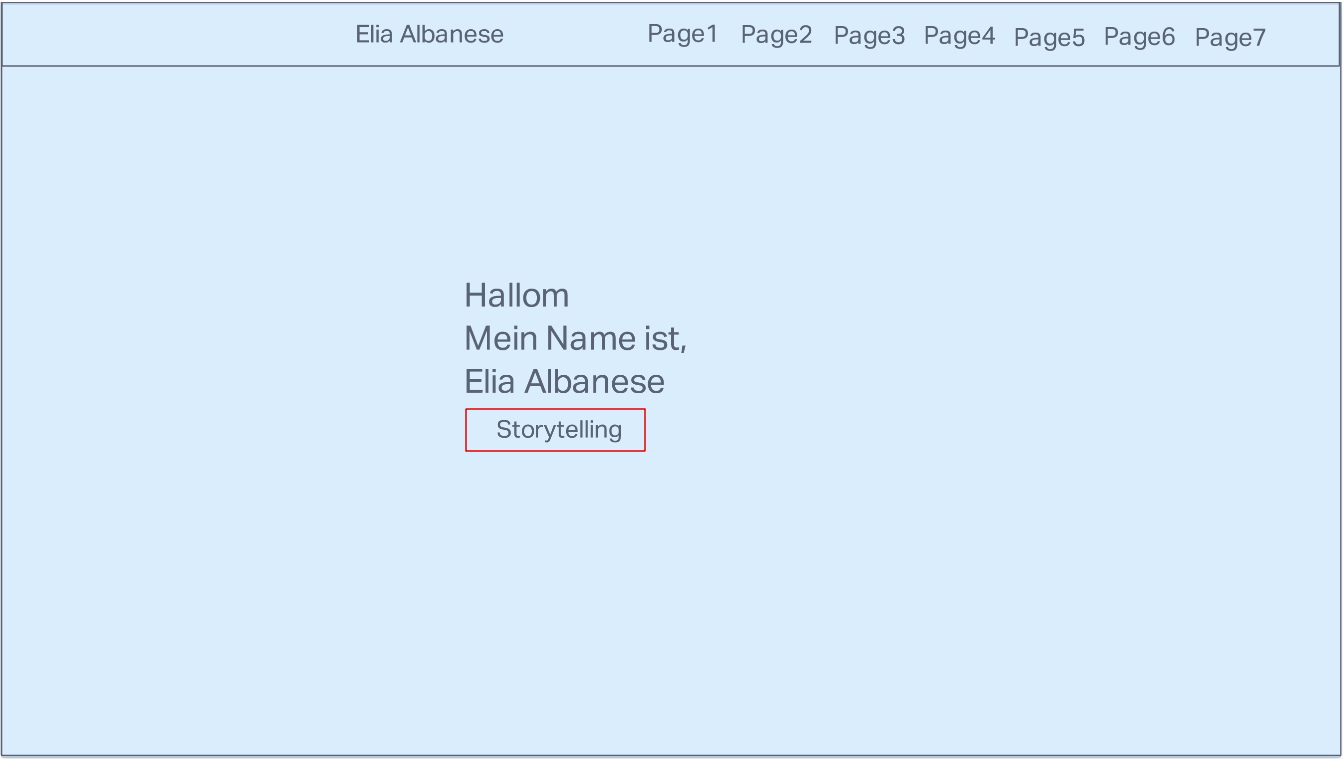 Elia Albanese Page1 Page2 Page3 Page4 Page5 Page6 Page7
Hallom
Mein Name ist,
Elia Albanese
Storytelling